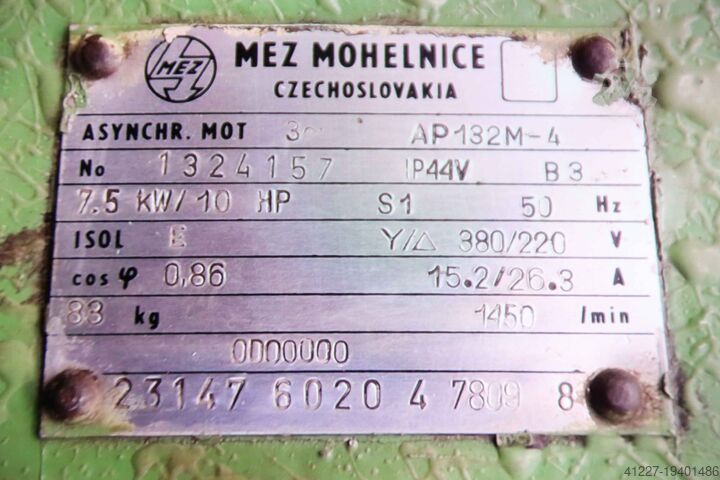 MEZ MEZ MOHELNICE
CZECHOSLOVAKIA
ASYNCHR. MOT 3~ AP132M-4
No 1324157 IP44V B3
7.5 KW/10 HP S1 50 Hz
ISOL E Y/△ 380/220 V
cos φ 0,86 15.2/26.3 A
83 kg 1450 /min
0000000
23147 6020 4 7809 8
41227-19401486